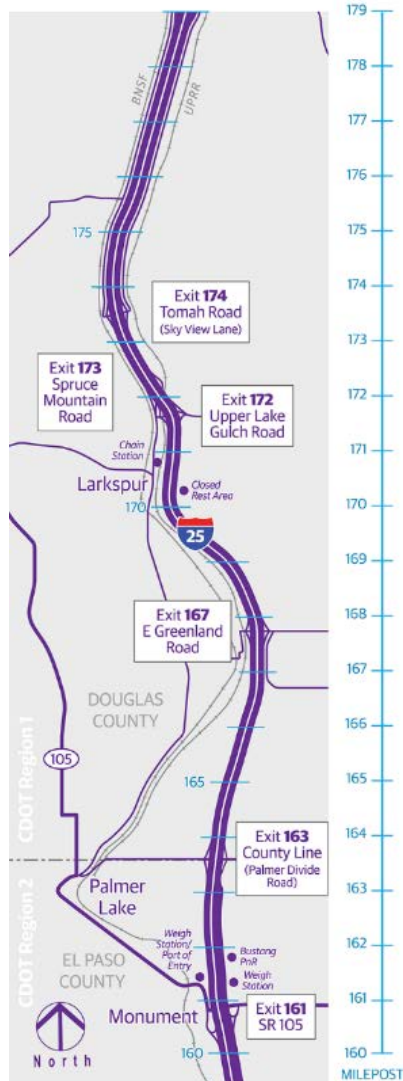 179
178
177
176
175
174
173
172
171
170
169
168
167
166
165
164
163
162
161
160
MILEPOST
BNSF
UPRR
175
Exit 174
Tomah Road
(Sky View Lane)
Exit 173
Spruce
Mountain
Road
Exit 172
Upper Lake
Gulch Road
Chain
Station
Larkspur
Closed
Rest Area
170
25
Exit 167
E Greenland
Road
DOUGLAS
COUNTY
CDOT Region 1
105
165
Exit 163
County Line
(Palmer Divide
Road)
Palmer
Lake
CDOT Region 2
Weigh
Station/
Port of
Entry
Bustang
PnR
Weigh
Station
EL PASO
COUNTY
Monument
Exit 161
SR 105
North
160